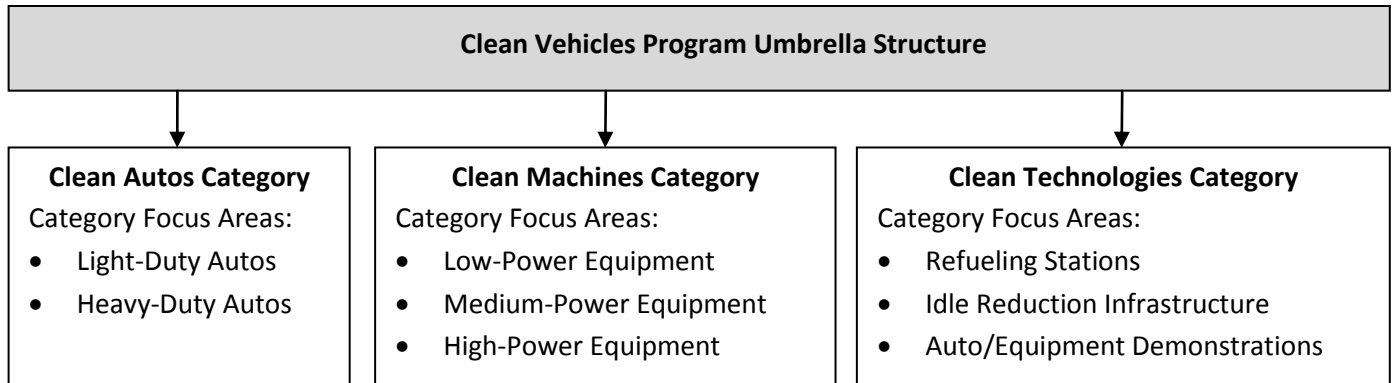 Clean Vehicles Program Umbrella Structure
Clean Autos Category
Category Focus Areas:
• Light-Duty Autos
• Heavy-Duty Autos
Clean Machines Category
Category Focus Areas:
• Low-Power Equipment
• Medium-Power Equipment
• High-Power Equipment
Clean Technologies Category
Category Focus Areas:
• Refueling Stations
• Idle Reduction Infrastructure
• Auto/Equipment Demonstrations